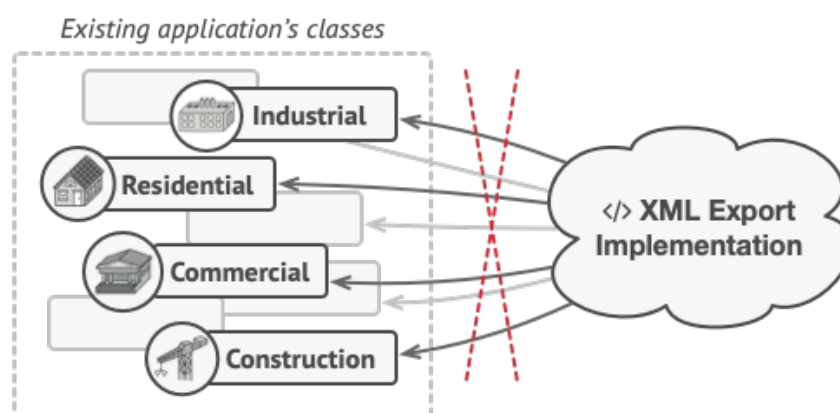 Existing application’s classes
Industrial
Residential
</> XML Export
Implementation
Commercial
Construction